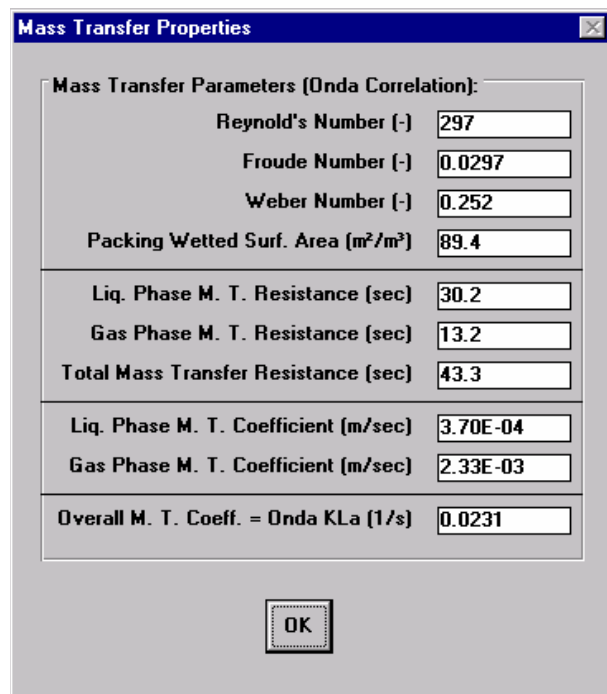 Mass Transfer Properties
Mass Transfer Parameters (Onda Correlation):
Reynold's Number (-) 297
Froude Number (-) 0.0297
Weber Number (-) 0.252
Packing Wetted Surf. Area (m²/m³) 89.4
Liq. Phase M. T. Resistance (sec) 30.2
Gas Phase M. T. Resistance (sec) 13.2
Total Mass Transfer Resistance (sec) 43.3
Liq. Phase M. T. Coefficient (m/sec) 3.70E-04
Gas Phase M. T. Coefficient (m/sec) 2.33E-03
Overall M. T. Coeff. = Onda KLa (1/s) 0.0231
OK